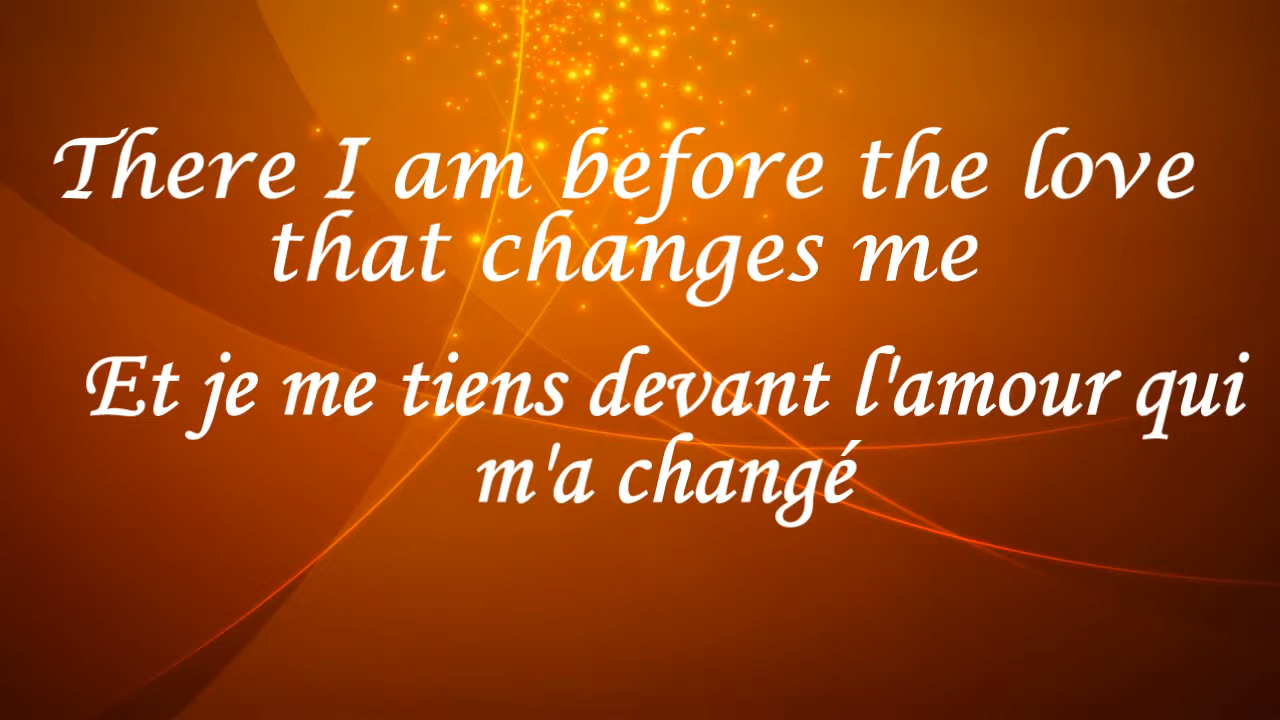 There I am before the love
that changes me
Et je me tiens devant l'amour qui
m'a changé